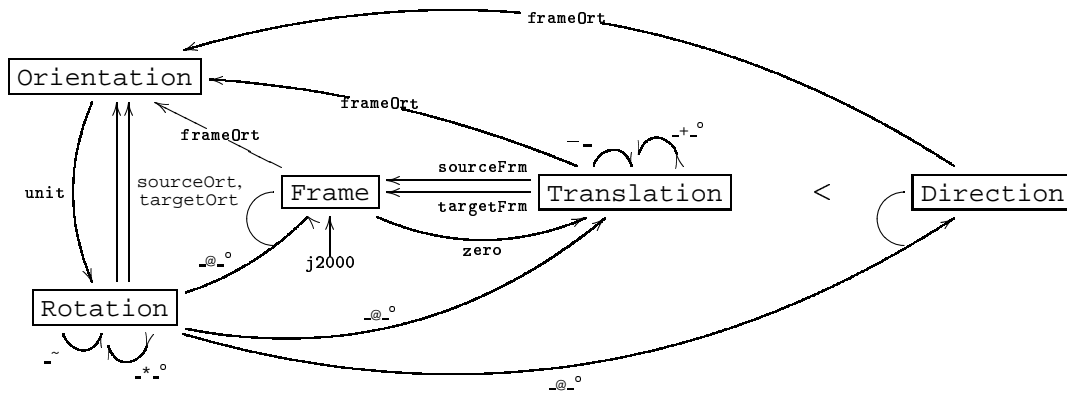 frameOrt
Orientation
frameOrt
frameOrt
_+_°
-_
sourceFrm
unit
sourceOrt,
targetOrt
Frame
Translation
<
Direction
targetFrm
zero
_@_°
j2000
Rotation
_@_°
_~
_*_°
_@_°